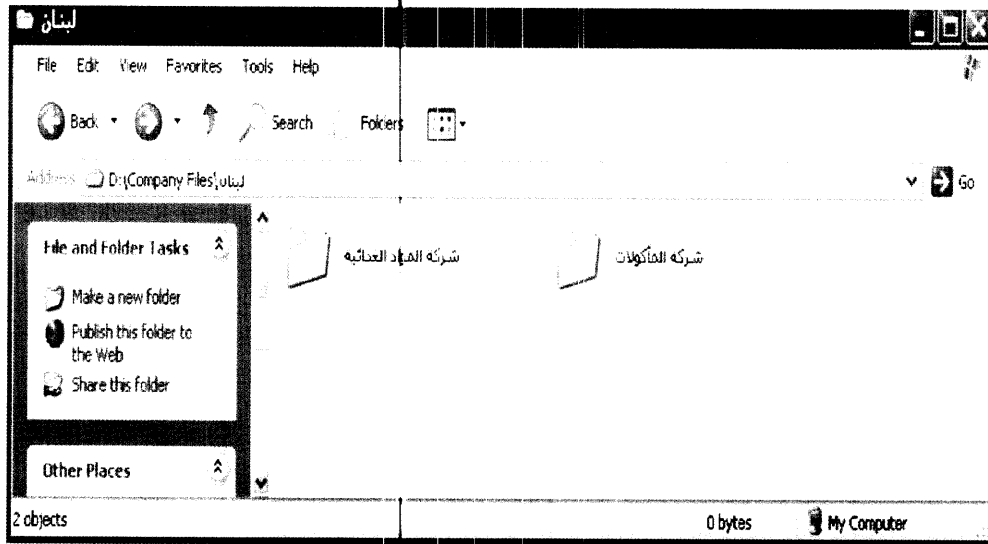 لبنان
File Edit View Favorites Tools Help
Back Search Folders
Address D:\Company Files\لبنان Go
File and Folder Tasks
Make a new folder
Publish this folder to
the Web
Share this folder
Other Places
شركه المواد الغذائيه
شركه المأكولات
2 objects 0 bytes My Computer